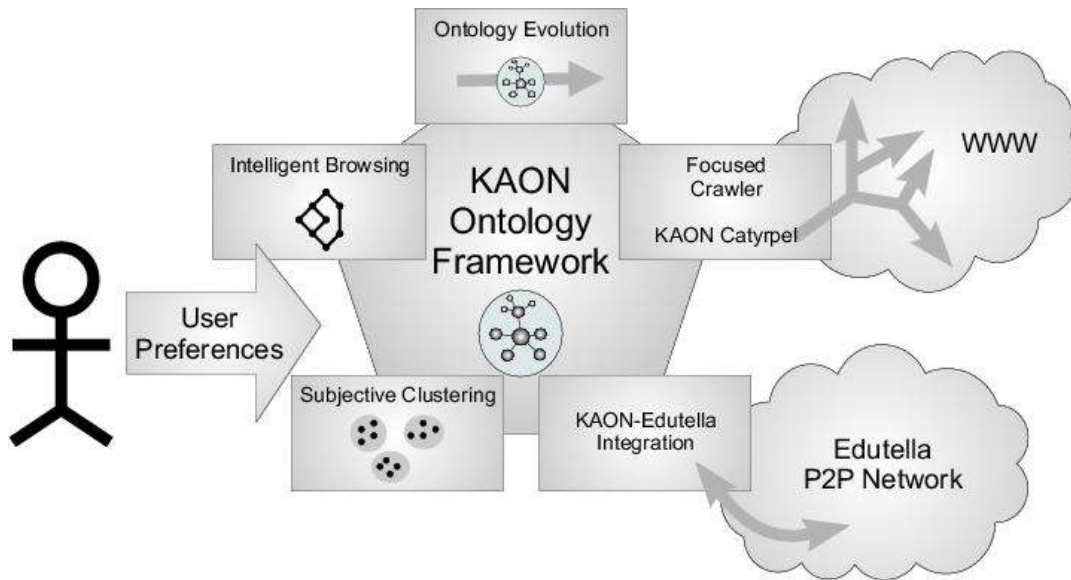 Ontology Evolution
Intelligent Browsing
KAON
Ontology
Framework
Focused
Crawler
KAON Catyrpel
WWW
User
Preferences
Subjective Clustering
KAON-Edutella
Integration
Edutella
P2P Network